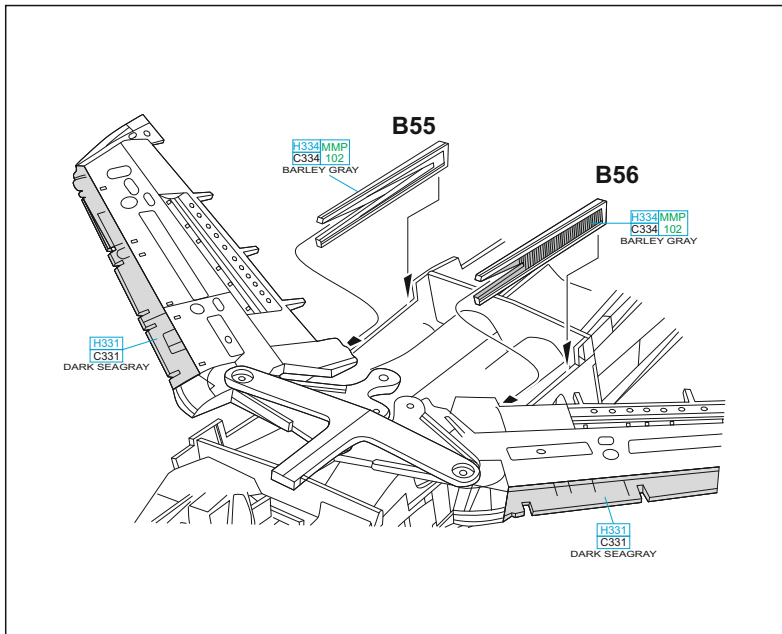 B55
H334 MMP
C334 102
BARLEY GRAY
B56
H334 MMP
C334 102
BARLEY GRAY
H331
C331
DARK SEAGRAY
H331
C331
DARK SEAGRAY